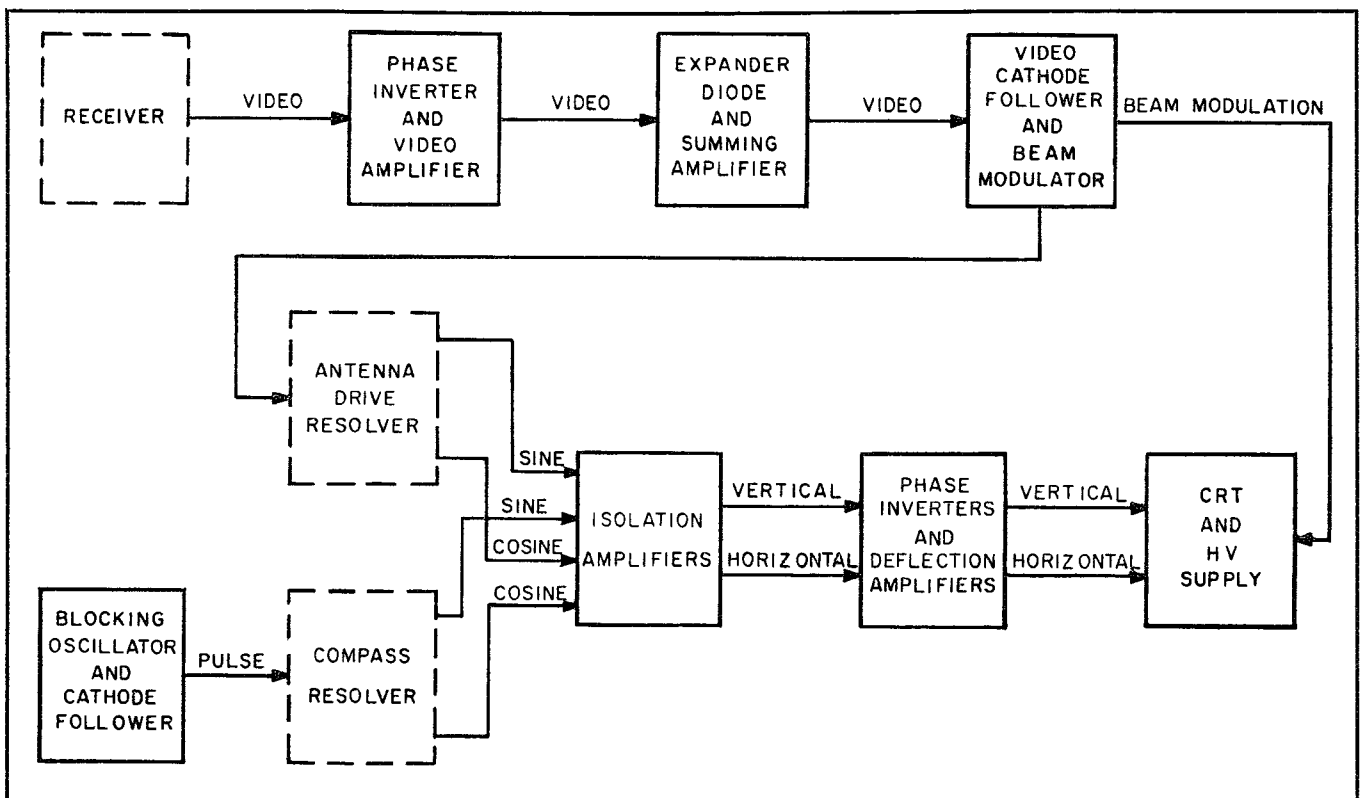 RECEIVER
VIDEO
PHASE
INVERTER
AND
VIDEO
AMPLIFIER
VIDEO
EXPANDER
DIODE
AND
SUMMING
AMPLIFIER
VIDEO
VIDEO
CATHODE
FOLLOWER
AND
BEAM
MODULATOR
BEAM MODULATION
ANTENNA
DRIVE
RESOLVER
SINE
SINE
COSINE
COSINE
BLOCKING
OSCILLATOR
AND
CATHODE
FOLLOWER
PULSE
COMPASS
RESOLVER
ISOLATION
AMPLIFIERS
VERTICAL
HORIZONTAL
PHASE
INVERTERS
AND
DEFLECTION
AMPLIFIERS
VERTICAL
HORIZONTAL
CRT
AND
HV
SUPPLY